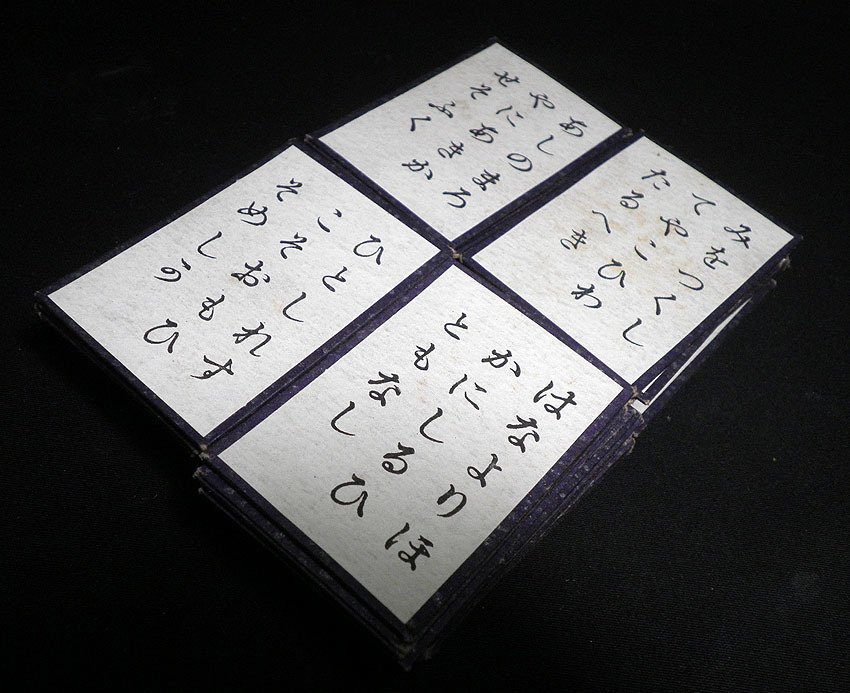 あしのまろ
やにあきか
せそふく
みをつくし
てやこひわ
たるへき
ひとしれす
こそおもひ
そめしか
はなよりほ
かにしるひ
ともなし